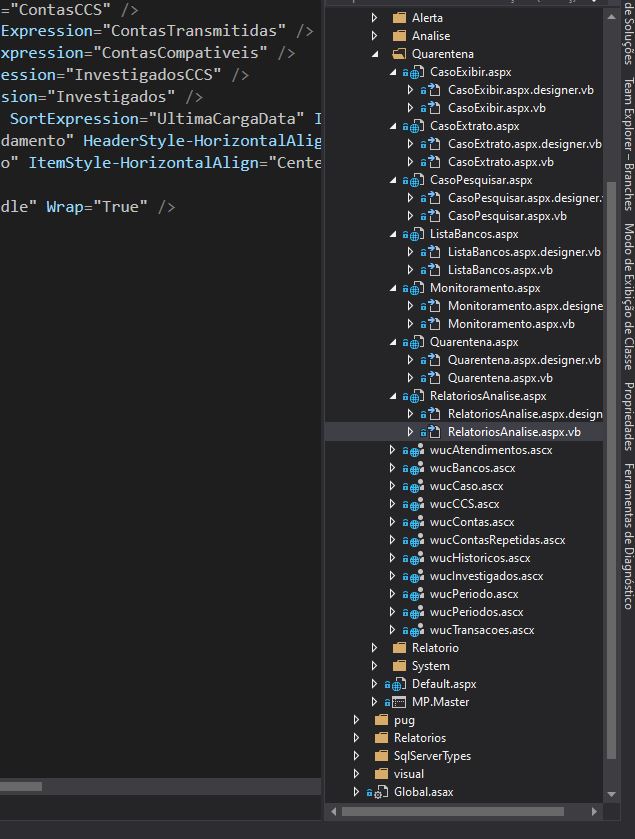 ="ContasCCS" />
Expression="ContasTransmitidas" />
xpression="ContasCompativeis" />
ession="InvestigadosCCS" />
sion="Investigados" />
SortExpression="UltimaCargaData" I
damento" HeaderStyle-HorizontalAlig
o" ItemStyle-HorizontalAlign="Cente
dle" Wrap="True" />
Alerta
Analise
Quarentena
CasoExibir.aspx
CasoExibir.aspx.designer.vb
CasoExibir.aspx.vb
CasoExtrato.aspx
CasoExtrato.aspx.designer.vb
CasoExtrato.aspx.vb
CasoPesquisar.aspx
CasoPesquisar.aspx.designer.
CasoPesquisar.aspx.vb
ListaBancos.aspx
ListaBancos.aspx.designer.vb
ListaBancos.aspx.vb
Monitoramento.aspx
Monitoramento.aspx.designe
Monitoramento.aspx.vb
Quarentena.aspx
Quarentena.aspx.designer.vb
Quarentena.aspx.vb
RelatoriosAnalise.aspx
RelatoriosAnalise.aspx.design
RelatoriosAnalise.aspx.vb
wucAtendimentos.ascx
wucBancos.ascx
wucCaso.ascx
wucCCS.ascx
wucContas.ascx
wucContasRepetidas.ascx
wucHistoricos.ascx
wucInvestigados.ascx
wucPeriodo.ascx
wucPeriodos.ascx
wucTransacoes.ascx
Relatorio
System
Default.aspx
MP.Master
pug
Relatorios
SqlServerTypes
visual
Global.asax
de Soluções
Team Explorer – Branches
Modo de Exibição de Classe
Propriedades
Ferramentas de Diagnóstico